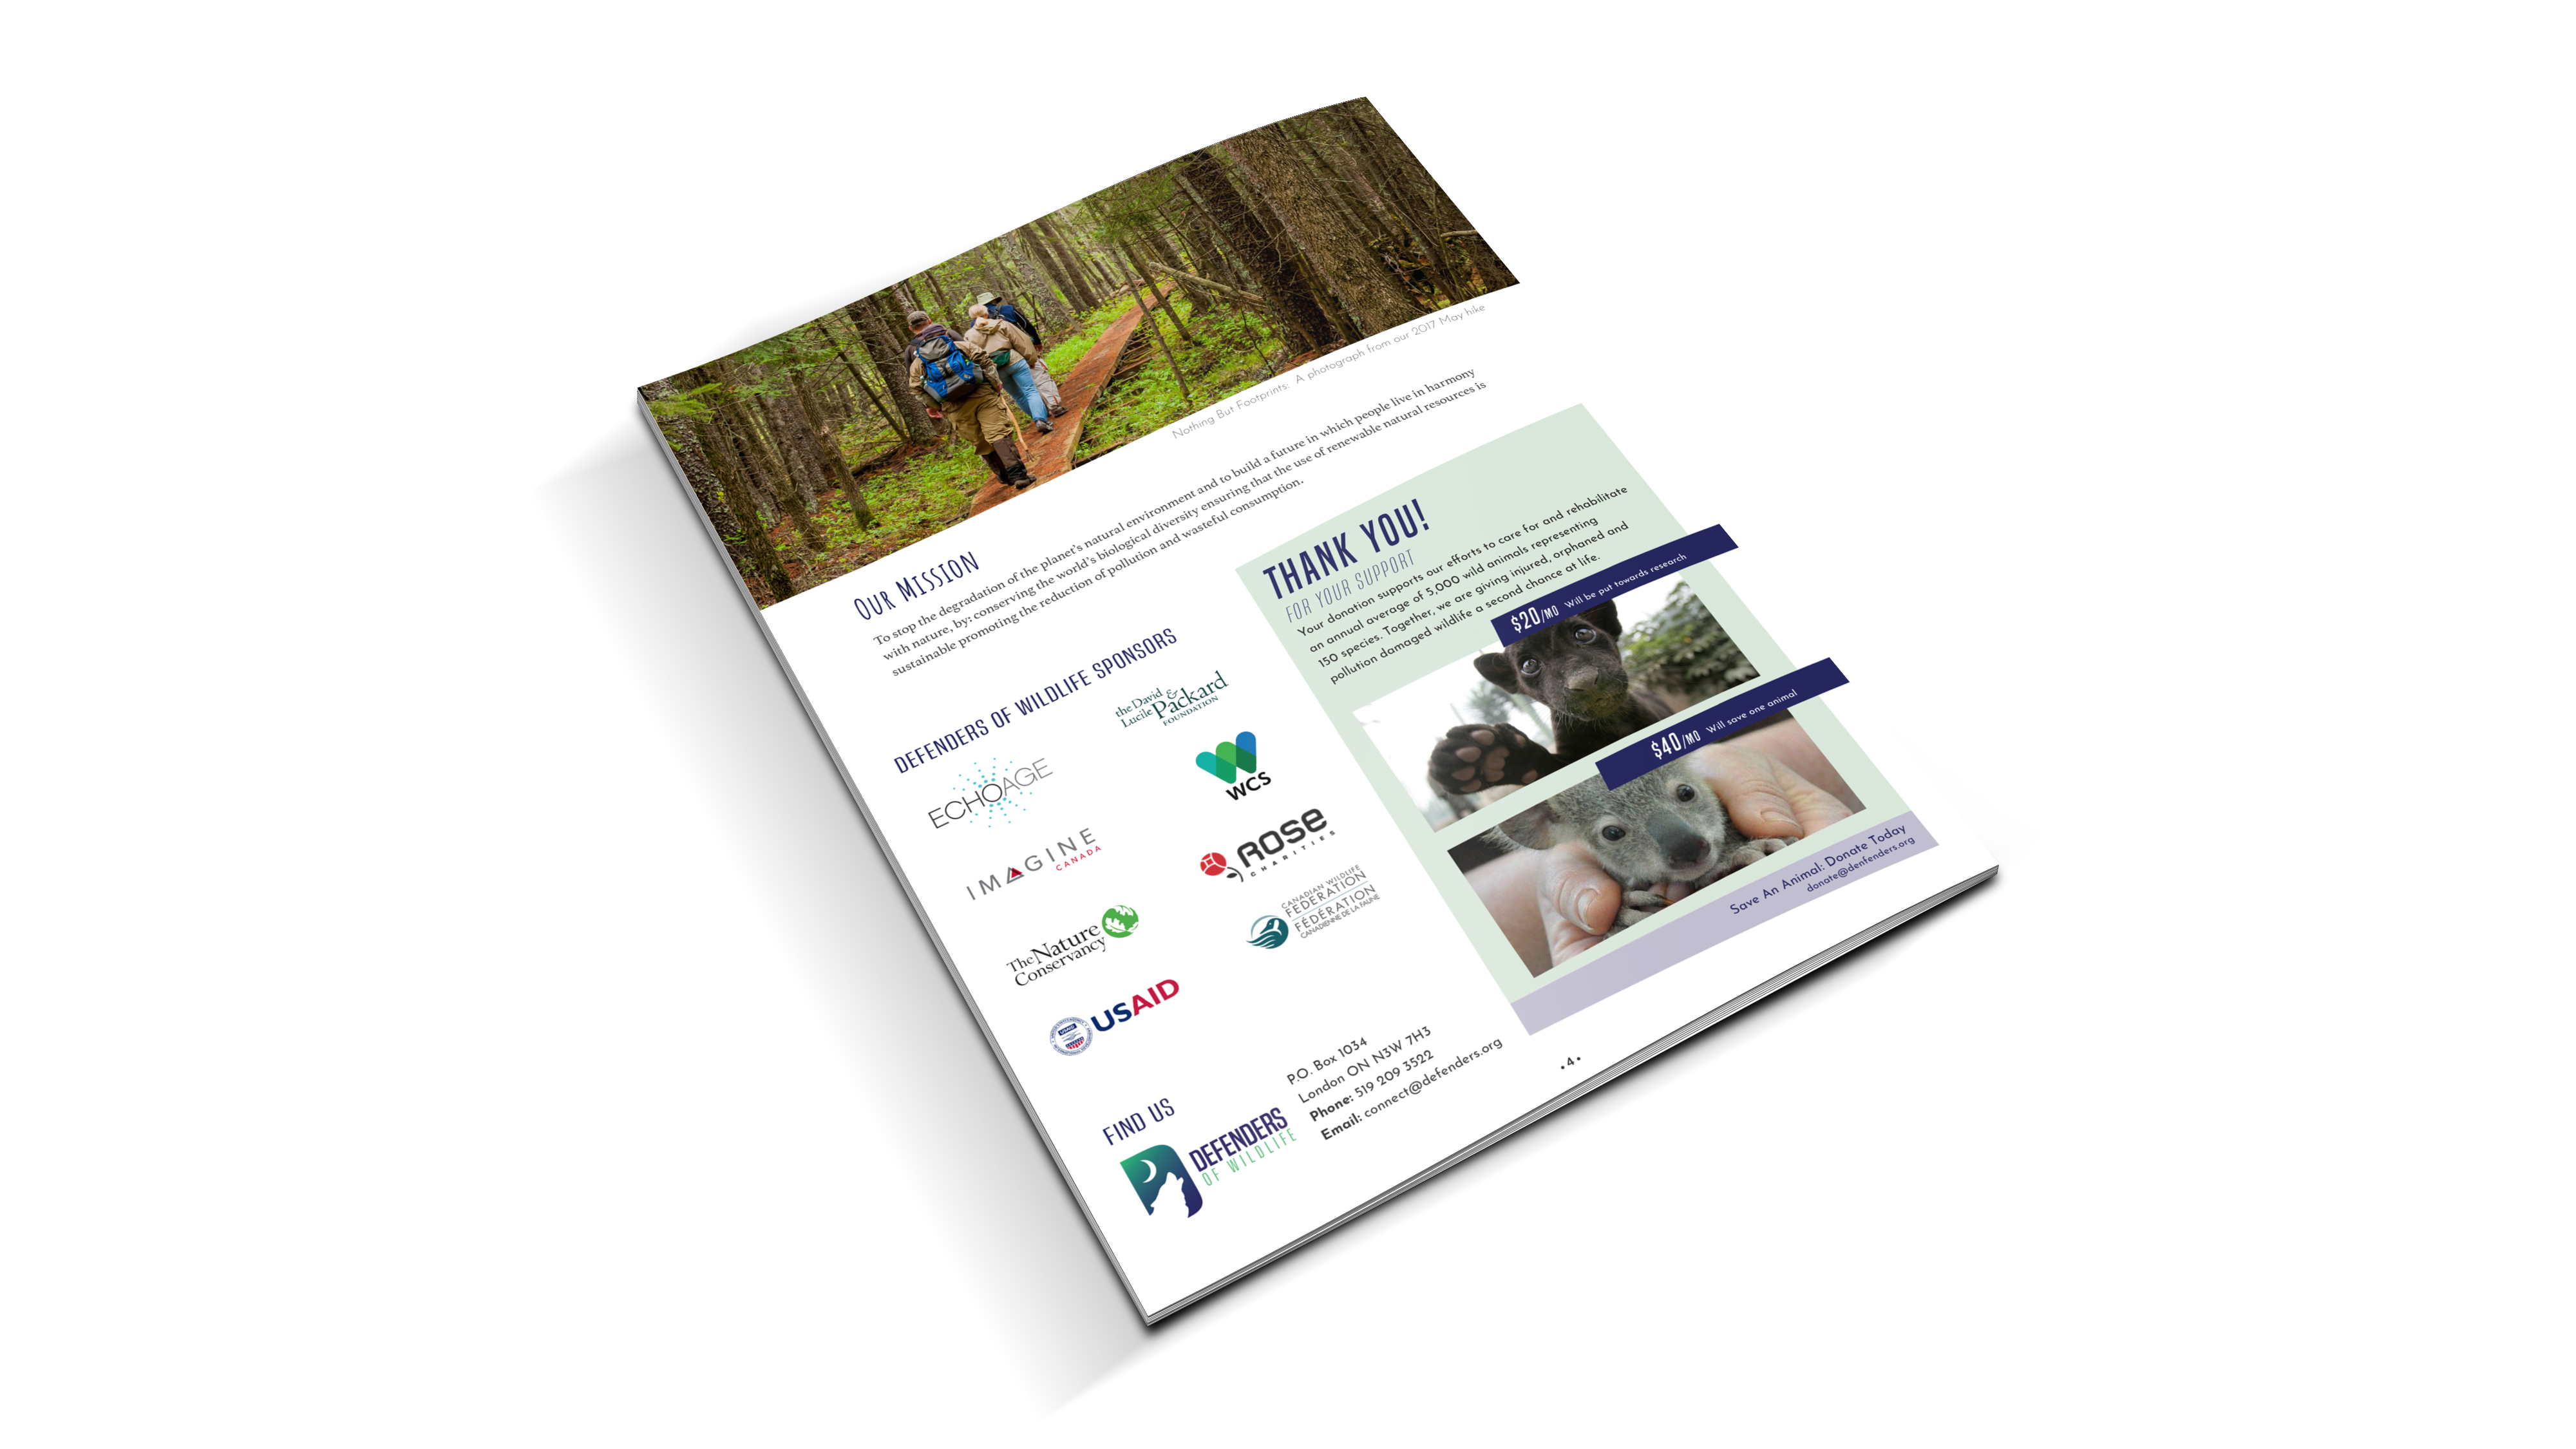 Nothing But Footprints: A photograph from our 2017 May hike
OUR MISSION
To stop the degradation of the planet's natural environment and to build a future in which people live in harmony
with nature, by: conserving the world's biological diversity ensuring that the use of renewable natural resources is
sustainable promoting the reduction of pollution and wasteful consumption.
DEFENDERS OF WILDLIFE SPONSORS
ECHOAGE
the David &
Lucile Packard
FOUNDATION
WCS
IMAGINE
CANADA
ROSE
CHARITIES
The Nature
Conservancy
CANADIAN WILDLIFE
FEDERATION
FÉDÉRATION
CANADIENNE DE LA FAUNE
USAID
THANK YOU!
FOR YOUR SUPPORT
Your donation supports our efforts to care for and rehabilitate
an annual average of 5,000 wild animals representing
150 species. Together, we are giving injured, orphaned and
pollution damaged wildlife a second chance at life.
$20/MO Will be put towards research
$40/MO Will save one animal
Save An Animal: Donate Today
donate@denfenders.org
FIND US
DEFENDERS
OF WILDLIFE
P.O. Box 1034
London ON N3W 7H3
Phone: 519 209 3522
Email: connect@defenders.org
• 4 •